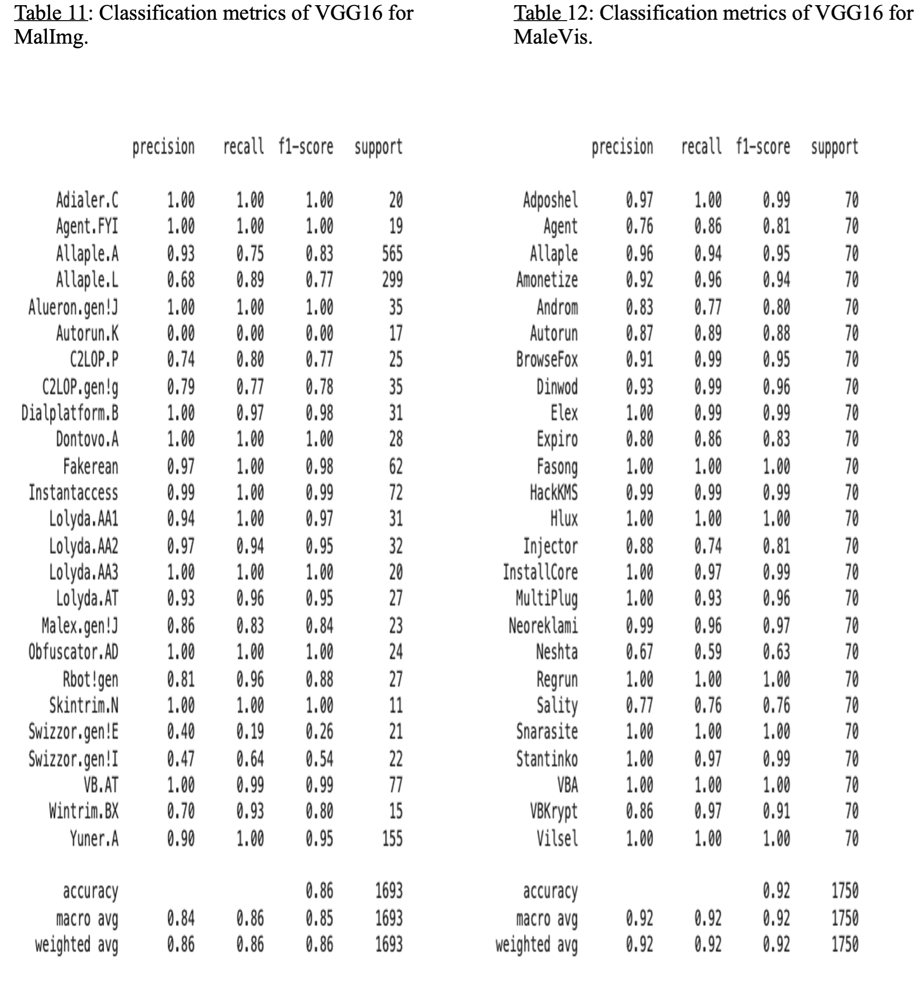 Table 11: Classification metrics of VGG16 for
MalImg.
precision recall f1-score support
Adialer.C 1.00 1.00 1.00 20
Agent.FYI 1.00 1.00 1.00 19
Allaple.A 0.93 0.75 0.83 565
Allaple.L 0.68 0.89 0.77 299
Alueron.gen!J 1.00 1.00 1.00 35
Autorun.K 0.00 0.00 0.00 17
C2LOP.P 0.74 0.80 0.77 25
C2LOP.gen!g 0.79 0.77 0.78 35
Dialplatform.B 1.00 0.97 0.98 31
Dontovo.A 1.00 1.00 1.00 28
Fakerean 0.97 1.00 0.98 62
Instantaccess 0.99 1.00 0.99 72
Lolyda.AA1 0.94 1.00 0.97 31
Lolyda.AA2 0.97 0.94 0.95 32
Lolyda.AA3 1.00 1.00 1.00 20
Lolyda.AT 0.93 0.96 0.95 27
Malex.gen!J 0.86 0.83 0.84 23
Obfuscator.AD 1.00 1.00 1.00 24
Rbot!gen 0.81 0.96 0.88 27
Skintrim.N 1.00 1.00 1.00 11
Swizzor.gen!E 0.40 0.19 0.26 21
Swizzor.gen!I 0.47 0.64 0.54 22
VB.AT 1.00 0.99 0.99 77
Wintrim.BX 0.70 0.93 0.80 15
Yuner.A 0.90 1.00 0.95 155
accuracy 0.86 1693
macro avg 0.84 0.86 0.85 1693
weighted avg 0.86 0.86 0.86 1693
Table 12: Classification metrics of VGG16 for
MaleVis.
precision recall f1-score support
Adposhel 0.97 1.00 0.99 70
Agent 0.76 0.86 0.81 70
Allaple 0.96 0.94 0.95 70
Amonetize 0.92 0.96 0.94 70
Androm 0.83 0.77 0.80 70
Autorun 0.87 0.89 0.88 70
BrowseFox 0.91 0.99 0.95 70
Dinwod 0.93 0.99 0.96 70
Elex 1.00 0.99 0.99 70
Expiro 0.80 0.86 0.83 70
Fasong 1.00 1.00 1.00 70
HackKMS 0.99 0.99 0.99 70
Hlux 1.00 1.00 1.00 70
Injector 0.88 0.74 0.81 70
InstallCore 1.00 0.97 0.99 70
MultiPlug 1.00 0.93 0.96 70
Neoreklami 0.99 0.96 0.97 70
Neshta 0.67 0.59 0.63 70
Regrun 1.00 1.00 1.00 70
Sality 0.77 0.76 0.76 70
Snarasite 1.00 1.00 1.00 70
Stantinko 1.00 0.97 0.99 70
VBA 1.00 1.00 1.00 70
VBKrypt 0.86 0.97 0.91 70
Vilsel 1.00 1.00 1.00 70
accuracy 0.92 1750
macro avg 0.92 0.92 0.92 1750
weighted avg 0.92 0.92 0.92 1750